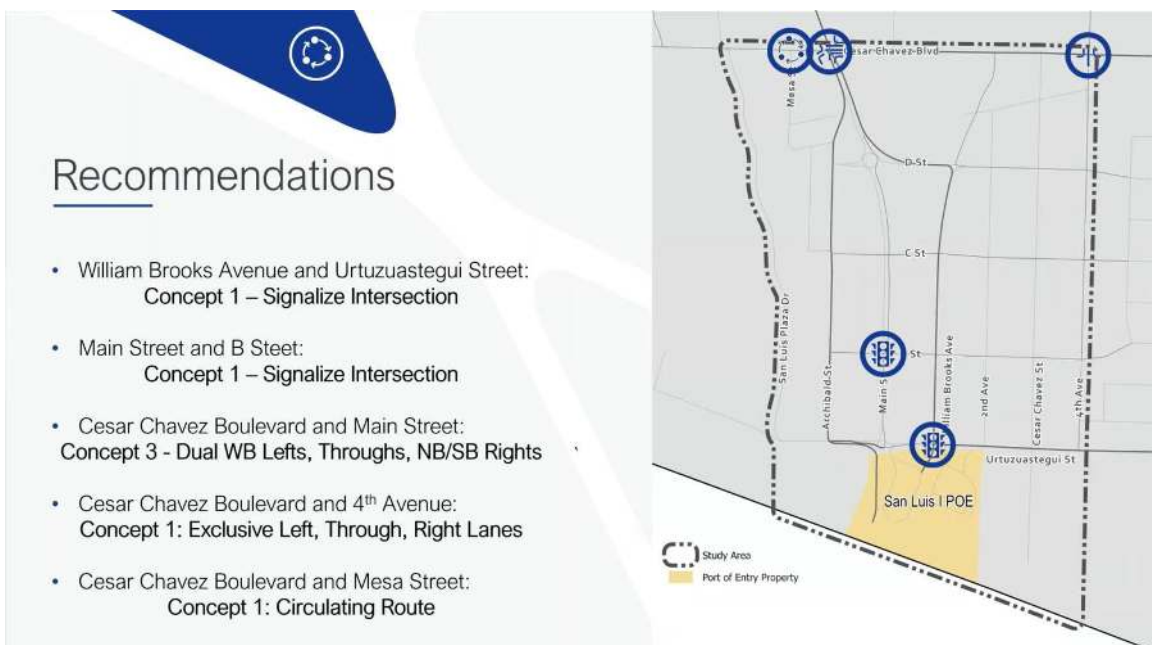 Recommendations
• William Brooks Avenue and Urtuzuastegui Street:
Concept 1 – Signalize Intersection
• Main Street and B Steet:
Concept 1 – Signalize Intersection
• Cesar Chavez Boulevard and Main Street:
Concept 3 - Dual WB Lefts, Throughs, NB/SB Rights
• Cesar Chavez Boulevard and 4th Avenue:
Concept 1: Exclusive Left, Through, Right Lanes
• Cesar Chavez Boulevard and Mesa Street:
Concept 1: Circulating Route
Cesar Chavez Blvd
Mesa S
D St
C St
San Luis Plaza Dr
Archibald St
Main S
St
William Brooks Ave
2nd Ave
Cesar Chavez St
4th Ave
Urtuzuastegui St
San Luis I POE
Study Area
Port of Entry Property